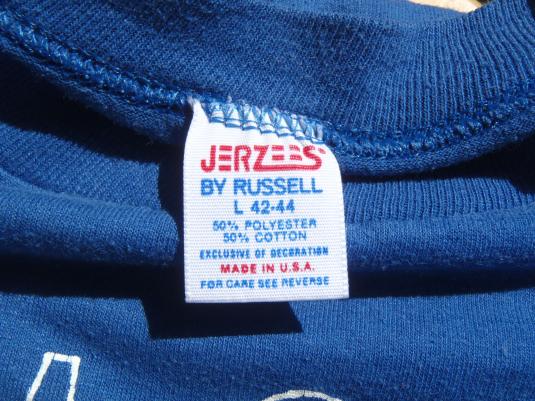 JERZEES
BY RUSSELL
L 42-44
50% POLYESTER
50% COTTON
EXCLUSIVE OF DECORATION
MADE IN U.S.A.
FOR CARE SEE REVERSE